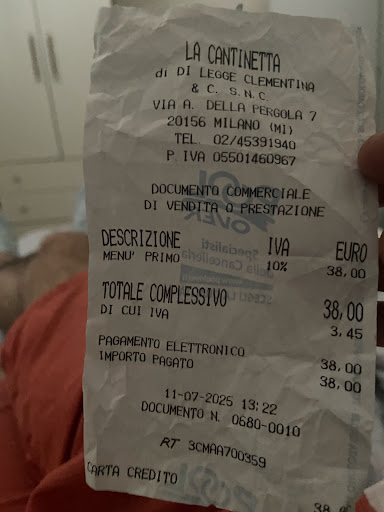 LA CANTINETTA
di DI LEGGE CLEMENTINA
& C. S.N.C.
VIA A. DELLA PERGOLA 7
20156 MILANO (MI)
TEL. 02/45391940
P.IVA 05501460967
DOCUMENTO COMMERCIALE
DI VENDITA O PRESTAZIONE
DESCRIZIONE IVA EURO
MENU' PRIMO 10% 38,00
TOTALE COMPLESSIVO 38,00
DI CUI IVA 3,45
PAGAMENTO ELETTRONICO 38,00
IMPORTO PAGATO 38,00
11-07-2025 13:22
DOCUMENTO N. 0680-0010
RT 3CMAA700359
CARTA CREDITO